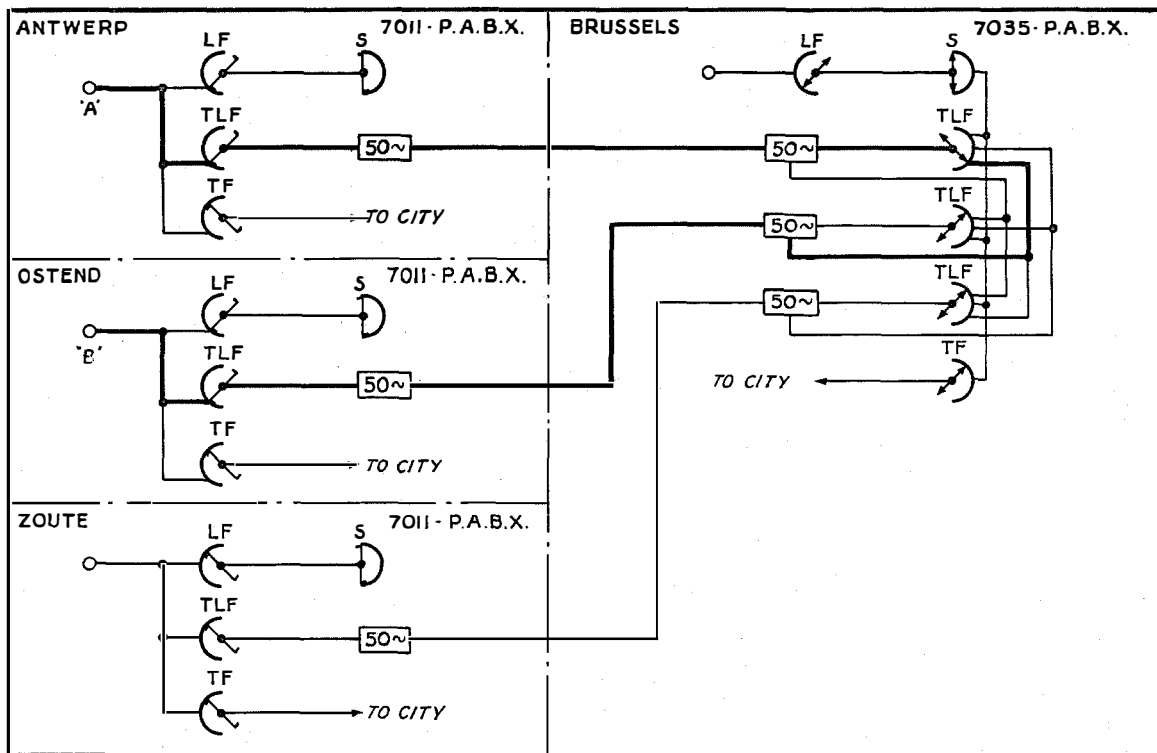 ANTWERP 7011 - P.A.B.X.
LF S
'A'
TLF
50~
TF
TO CITY
OSTEND 7011 - P.A.B.X.
LF S
'B'
TLF
50~
TF
TO CITY
ZOUTE 7011 - P.A.B.X.
LF S
TLF
50~
TF
TO CITY
BRUSSELS 7035 - P.A.B.X.
LF S
TLF
50~
TLF
50~
TLF
50~
TF
TO CITY